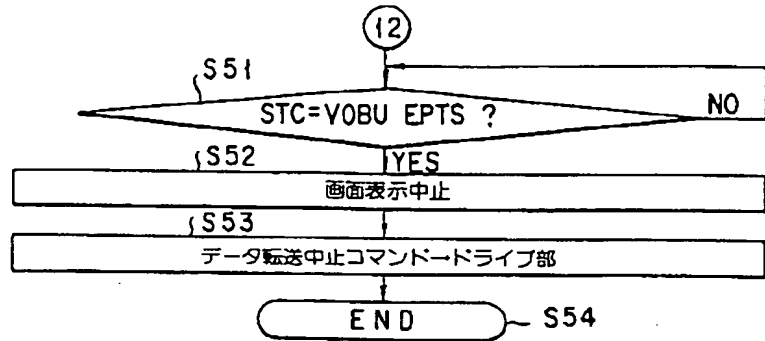 12
S51
STC=VOBU EPTS ?
NO
YES
S52
画面表示中止
S53
データ転送中止コマンド→ドライブ部
END
S54